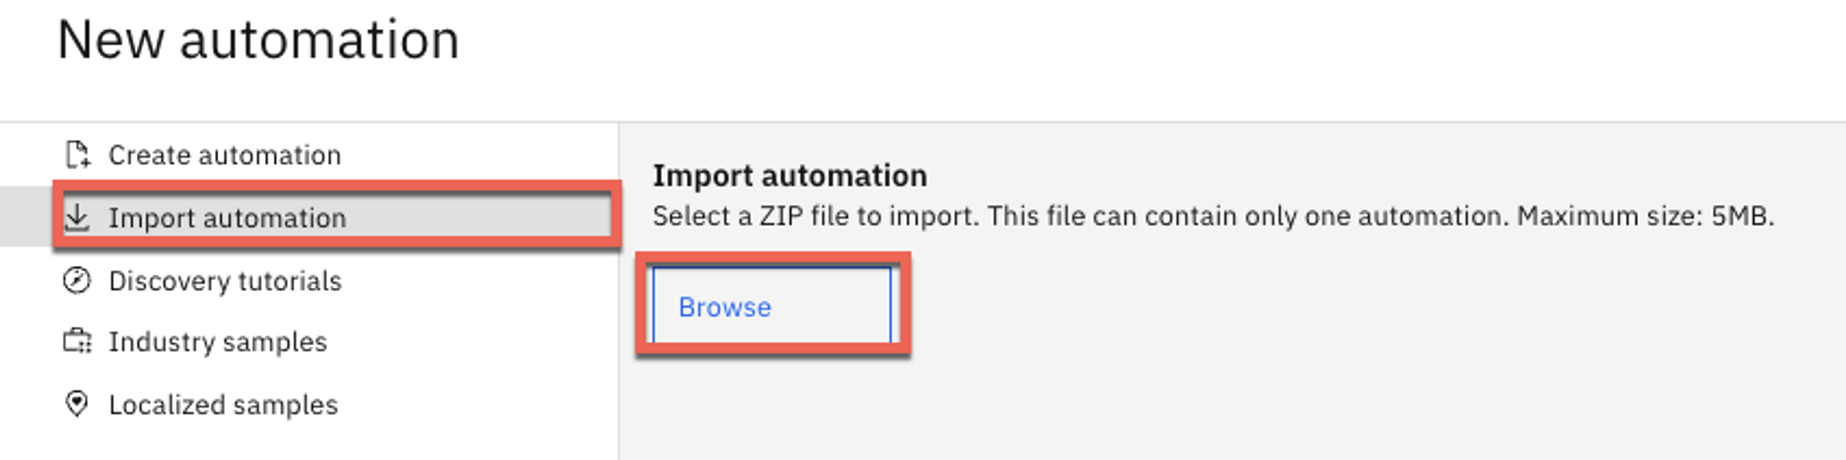 New automation
Create automation
Import automation
Discovery tutorials
Industry samples
Localized samples
Import automation
Select a ZIP file to import. This file can contain only one automation. Maximum size: 5MB.
Browse